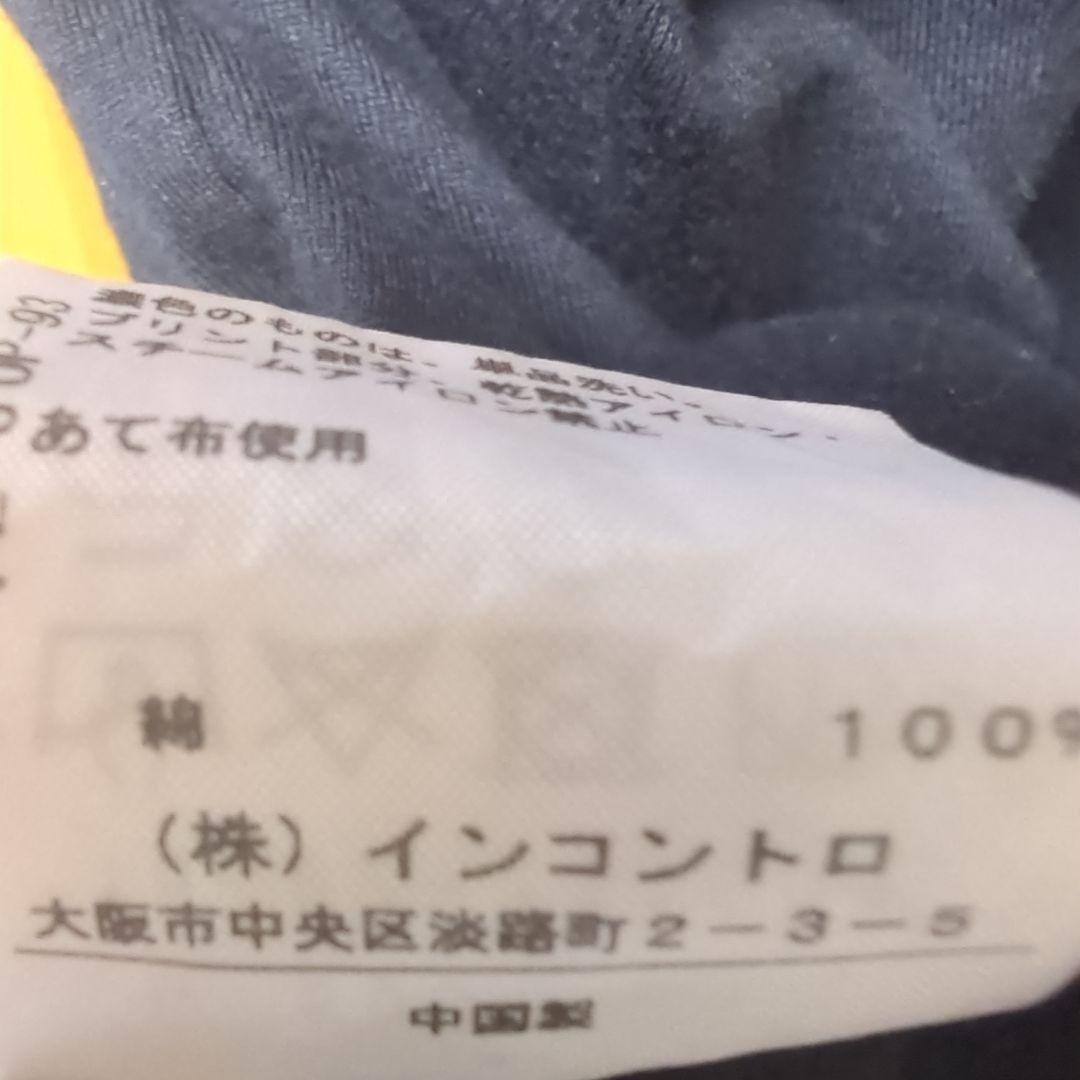 濃色のものは、単品洗い、
プリント部分、乾熱アイロン・
スチームアイロン禁止
あて布使用
綿 100%
(株)インコントロ
大阪市中央区淡路町2-3-5
中国製
OP-93